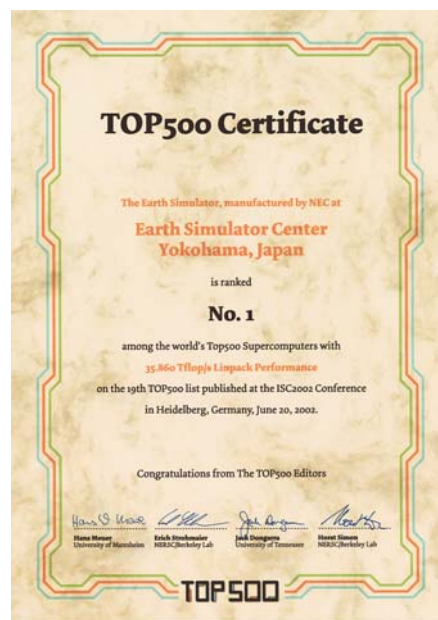 TOP500 Certificate
The Earth Simulator, manufactured by NEC at
Earth Simulator Center
Yokohama, Japan
is ranked
No. 1
among the world's Top500 Supercomputers with
35.860 Tflop/s Linpack Performance
on the 19th TOP500 list published at the ISC2002 Conference
in Heidelberg, Germany, June 20, 2002.
Congratulations from The TOP500 Editors
Hans Meuer Erich Strohmaier Jack Dongarra Horst Simon
University of Mannheim NERSC/Berkeley Lab University of Tennessee NERSC/Berkeley Lab
TOP500